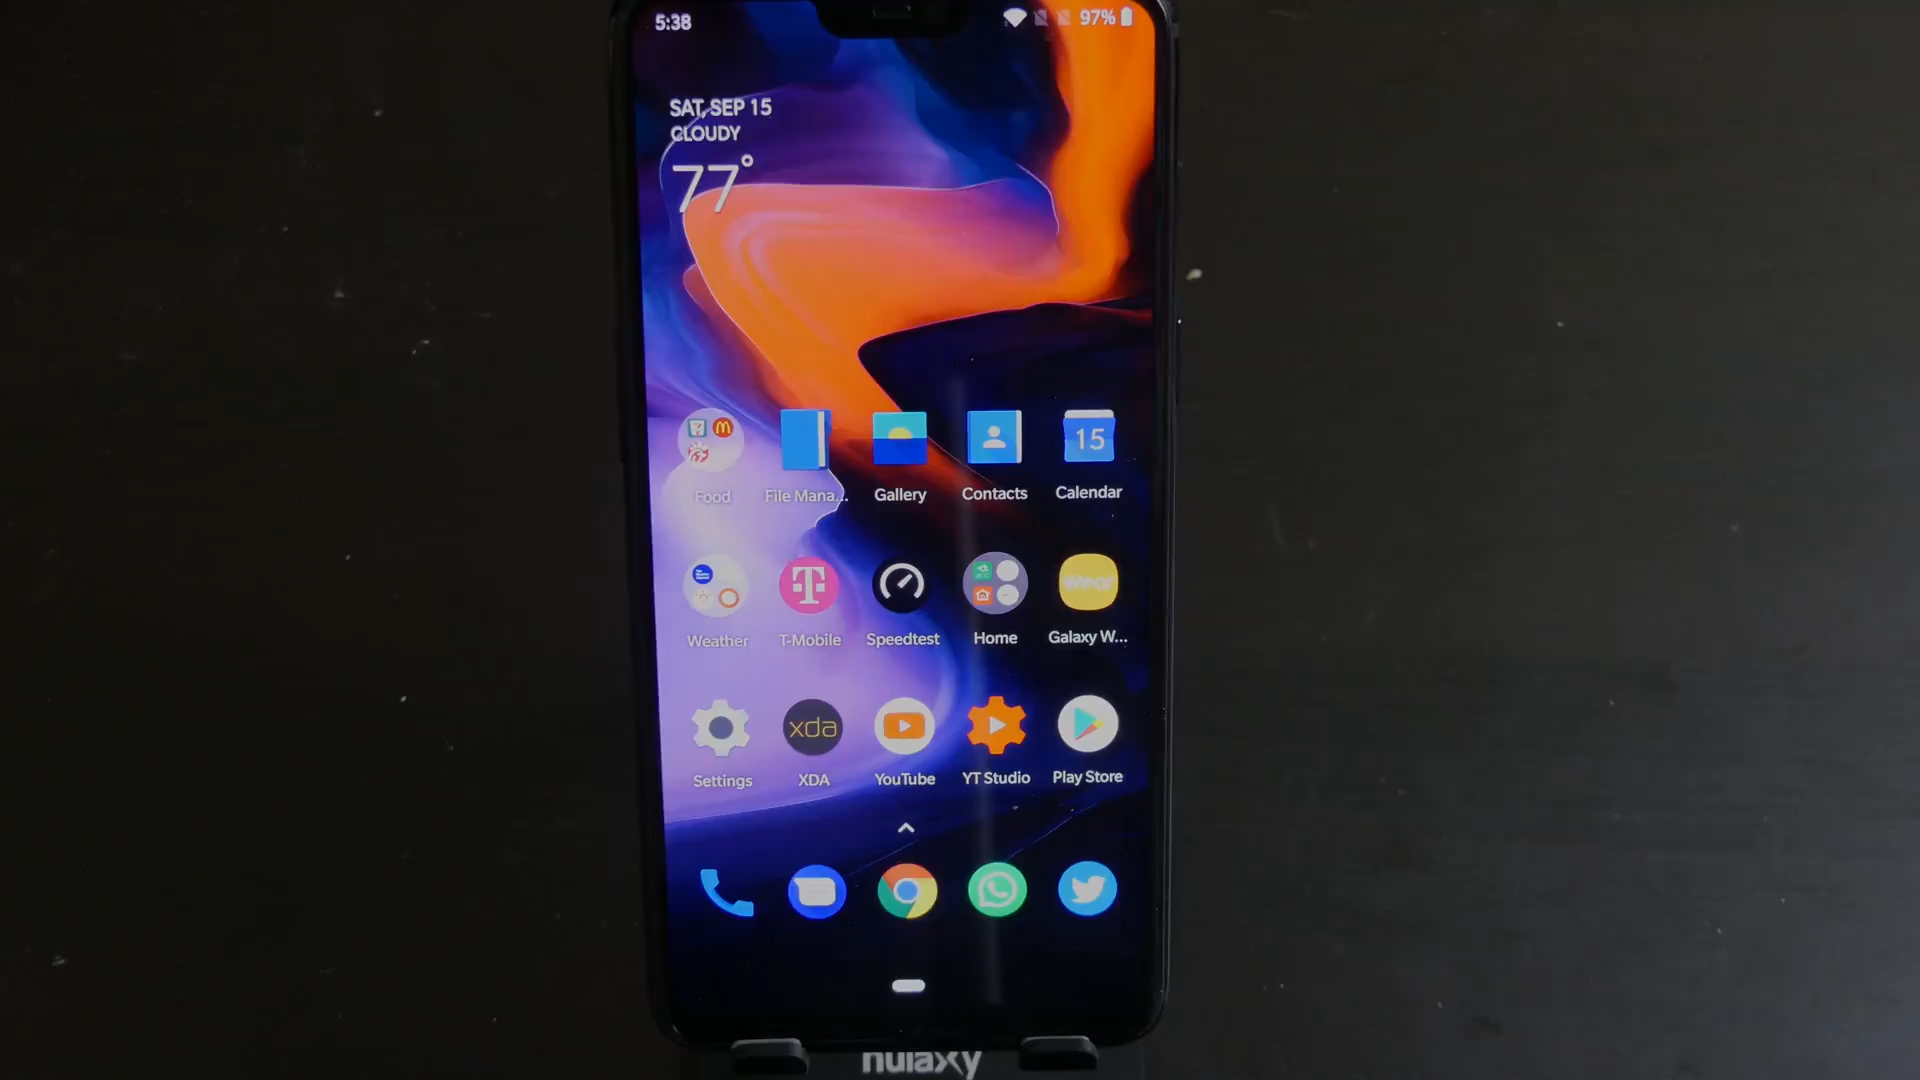 5:38 97%
SAT, SEP 15
CLOUDY
77°
15
Food File Mana... Gallery Contacts Calendar
T wear
Weather T-Mobile Speedtest Home Galaxy W...
xda
Settings XDA YouTube YT Studio Play Store
nulaxy